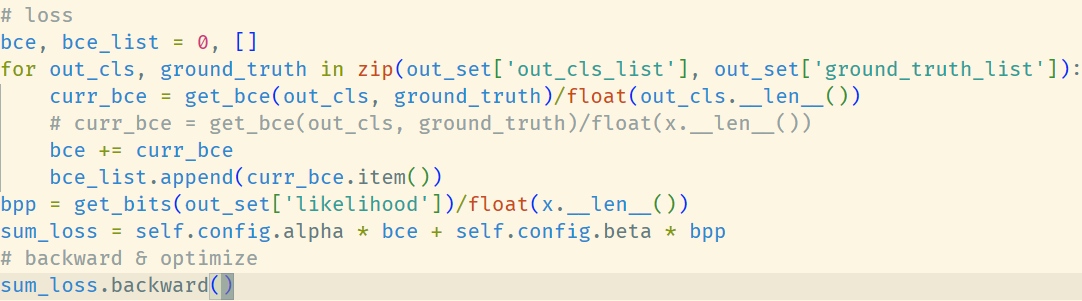 # loss
bce, bce_list = 0, []
for out_cls, ground_truth in zip(out_set['out_cls_list'], out_set['ground_truth_list']):
    curr_bce = get_bce(out_cls, ground_truth)/float(out_cls.__len__())
    # curr_bce = get_bce(out_cls, ground_truth)/float(x.__len__())
    bce += curr_bce
    bce_list.append(curr_bce.item())
bpp = get_bits(out_set['likelihood'])/float(x.__len__())
sum_loss = self.config.alpha * bce + self.config.beta * bpp
# backward & optimize
sum_loss.backward()